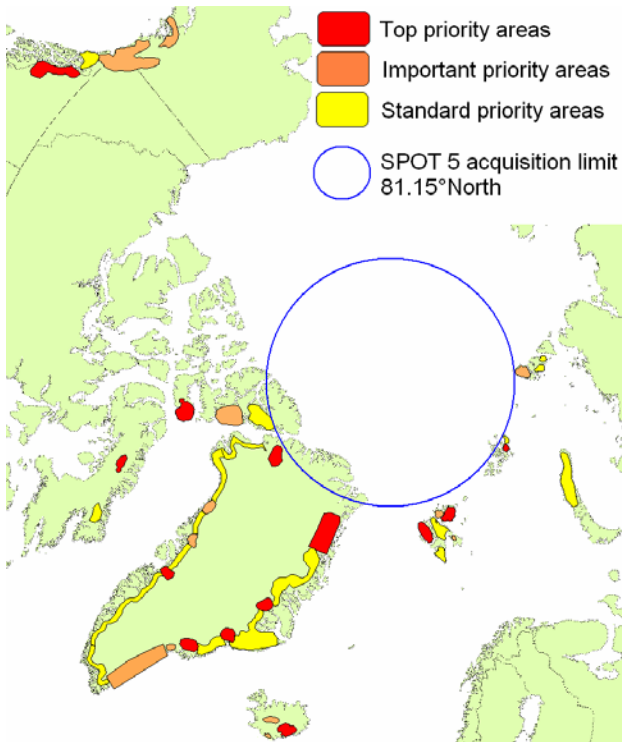 Top priority areas
Important priority areas
Standard priority areas
SPOT 5 acquisition limit
81.15°North